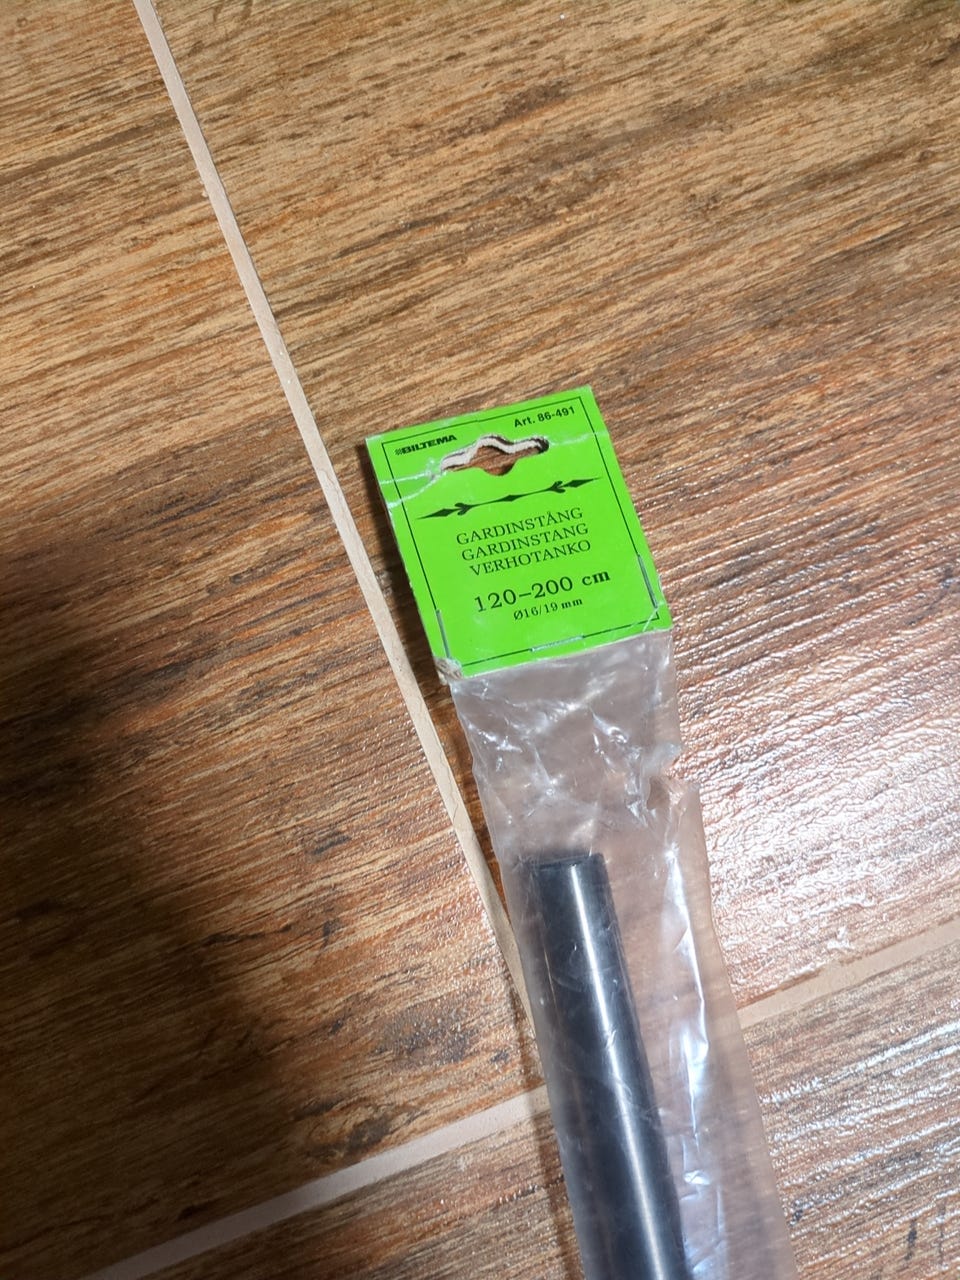 BILTEMA
Art. 86-491
GARDINSTÅNG
GARDINSTANG
VERHOTANKO
120–200 cm
Ø16/19 mm